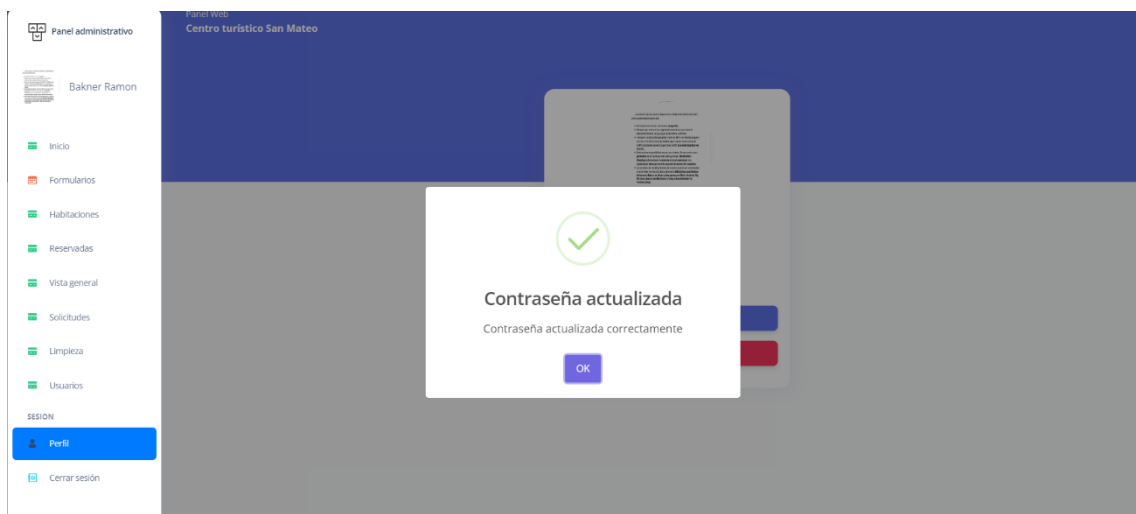 Panel administrativo
Bakner Ramon
Inicio
Formularios
Habitaciones
Reservadas
Vista general
Solicitudes
Limpieza
Usuarios
SESION
Perfil
Cerrar sesión
Panel Web
Centro turístico San Mateo
Contraseña actualizada
Contraseña actualizada correctamente
OK